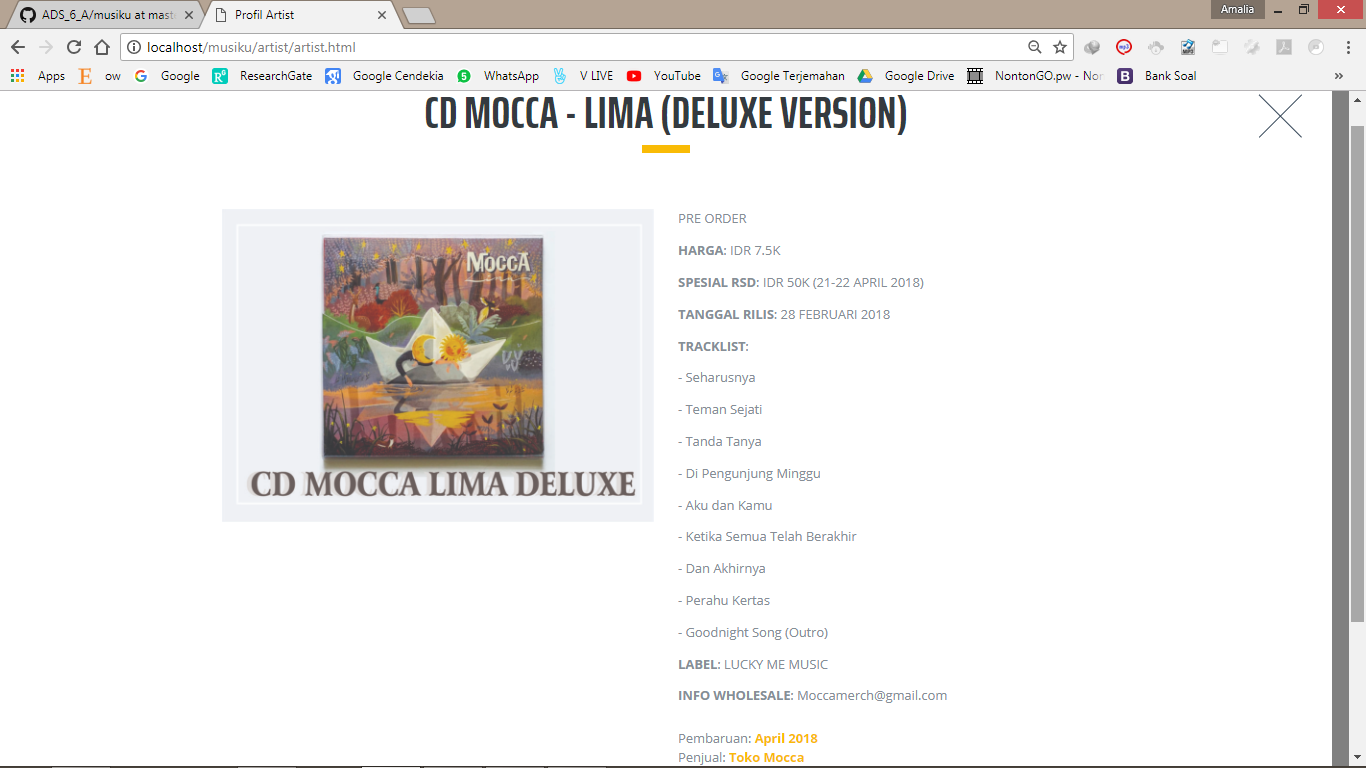 ADS_6_A/musiku at mast
Profil Artist
Amalia
localhost/musiku/artist/artist.html
Apps
ow
Google
ResearchGate
Google Cendekia
WhatsApp
V LIVE
YouTube
Google Terjemahan
Google Drive
NontonGO.pw - Non
Bank Soal
CD MOCCA - LIMA (DELUXE VERSION)
MOCCA
CD MOCCA LIMA DELUXE
PRE ORDER
HARGA: IDR 7.5K
SPESIAL RSD: IDR 50K (21-22 APRIL 2018)
TANGGAL RILIS: 28 FEBRUARI 2018
TRACKLIST:
- Seharusnya
- Teman Sejati
- Tanda Tanya
- Di Pengunjung Minggu
- Aku dan Kamu
- Ketika Semua Telah Berakhir
- Dan Akhirnya
- Perahu Kertas
- Goodnight Song (Outro)
LABEL: LUCKY ME MUSIC
INFO WHOLESALE: Moccamerch@gmail.com
Pembaruan: April 2018
Penjual: Toko Mocca